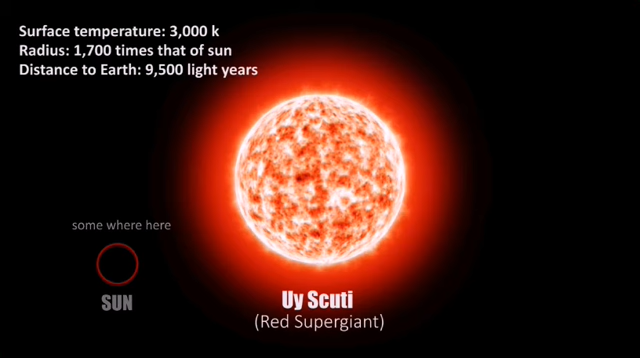 Surface temperature: 3,000 k
Radius: 1,700 times that of sun
Distance to Earth: 9,500 light years
some where here
SUN
Uy Scuti
(Red Supergiant)